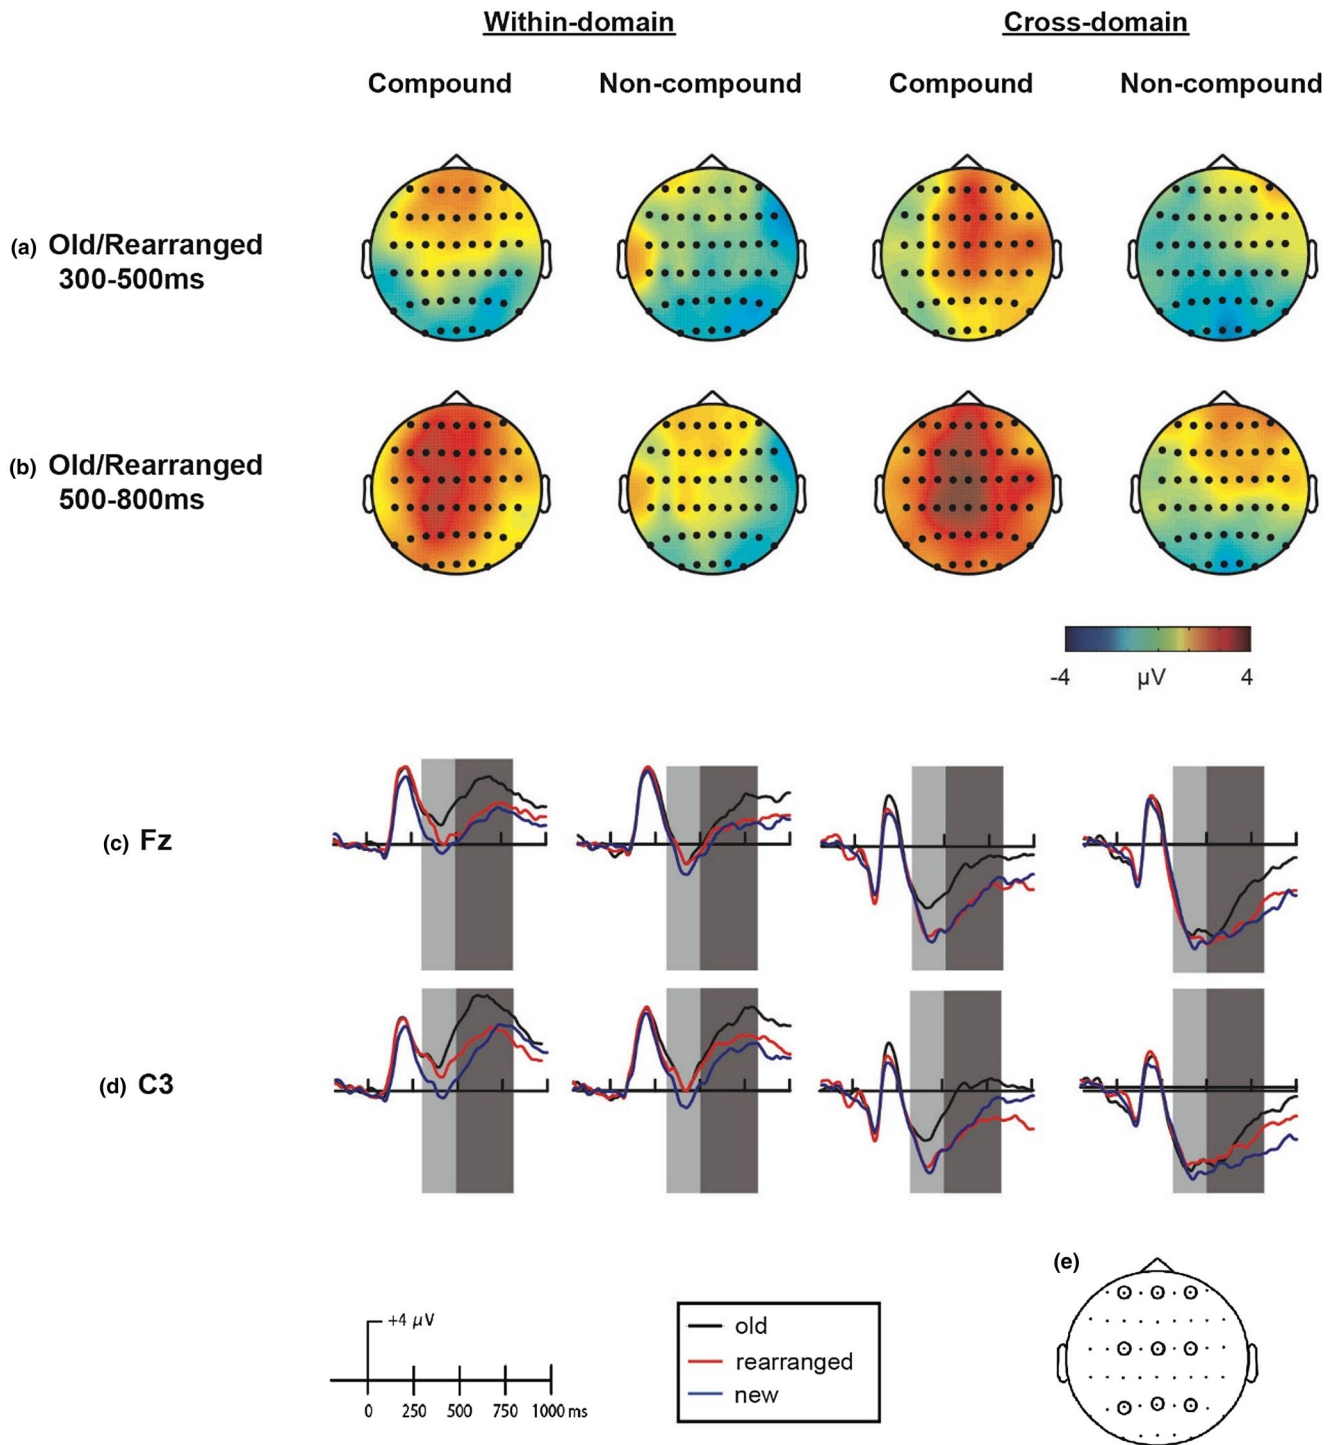 Within-domain
Cross-domain
Compound
Non-compound
Compound
Non-compound
(a) Old/Rearranged
300-500ms
(b) Old/Rearranged
500-800ms
-4
µV
4
(c) Fz
(d) C3
+4 µV
0
250
500
750
1000 ms
old
rearranged
new
(e)